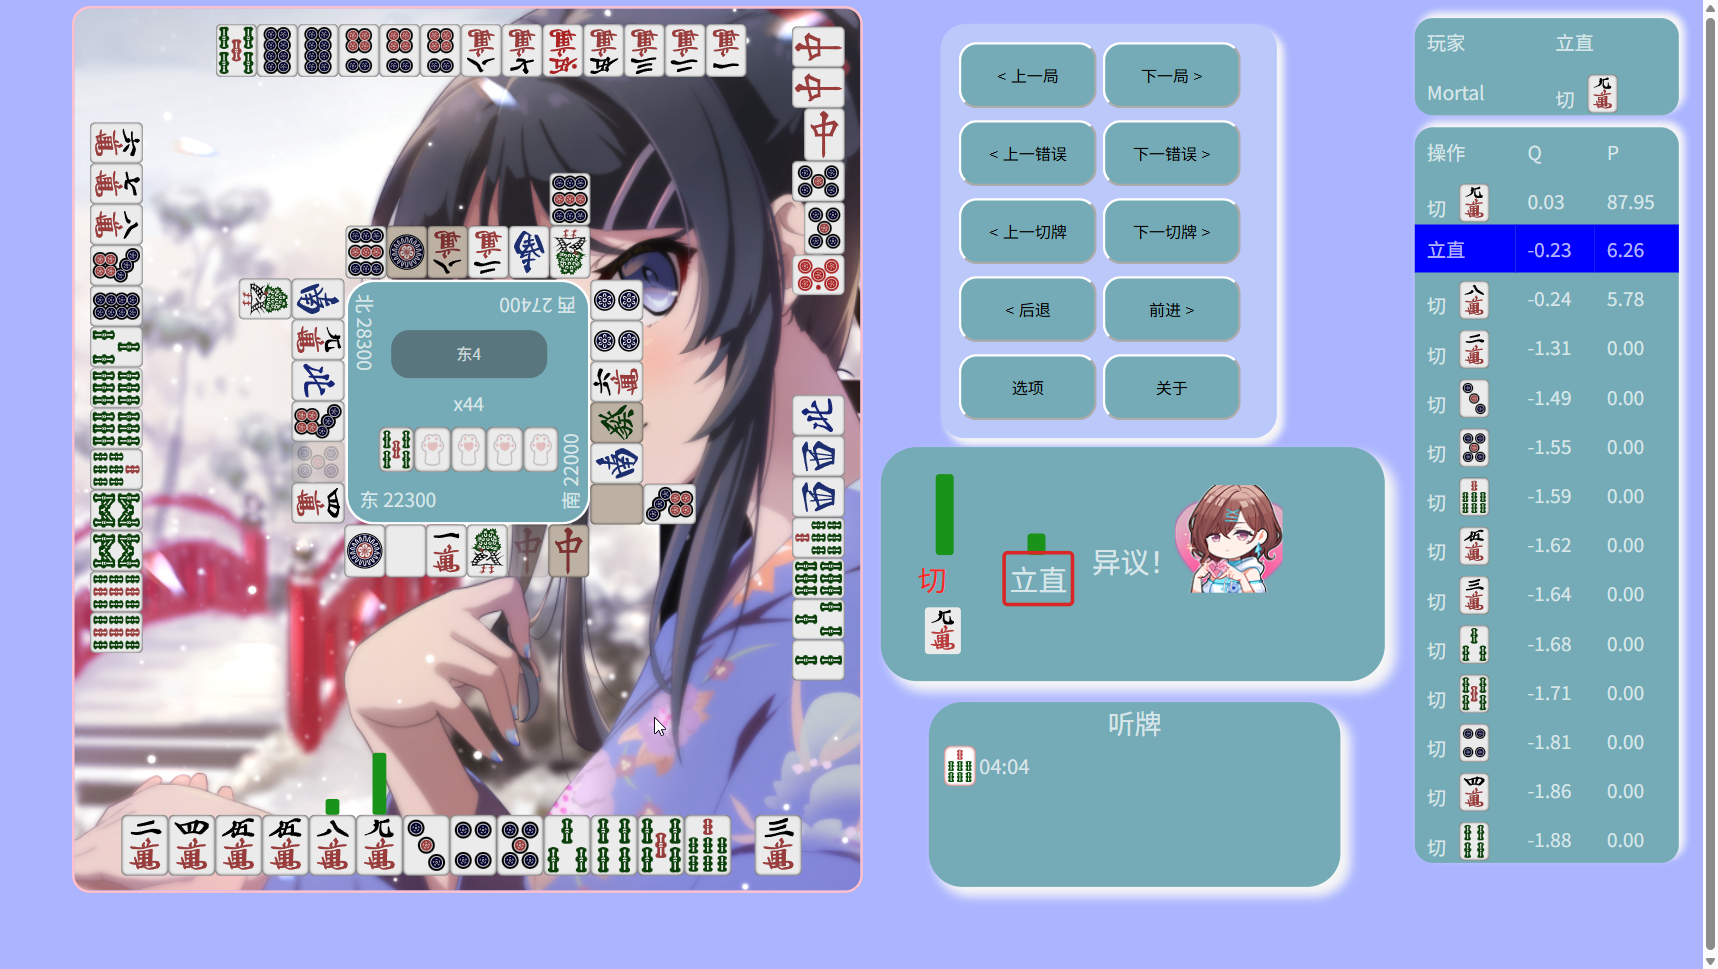 < 上一局
下一局 >
< 上一错误
下一错误 >
< 上一切牌
下一切牌 >
< 后退
前进 >
选项
关于
北 28300
西 27400
东4
x44
南 22000
东 22300
切
立直
异议!
听牌
04:04
玩家 立直
Mortal 切
操作 Q P
切 0.03 87.95
立直 -0.23 6.26
切 -0.24 5.78
切 -1.31 0.00
切 -1.49 0.00
切 -1.55 0.00
切 -1.59 0.00
切 -1.62 0.00
切 -1.64 0.00
切 -1.68 0.00
切 -1.71 0.00
切 -1.81 0.00
切 -1.86 0.00
切 -1.88 0.00